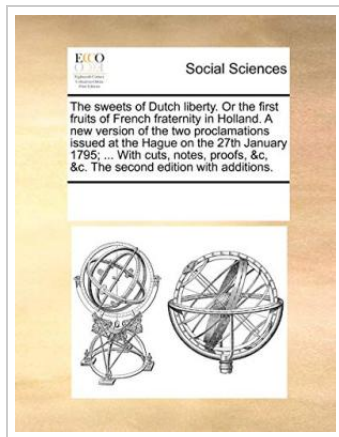 ECCO
Social Sciences
The sweets of Dutch liberty. Or the first
fruits of French fraternity in Holland. A
new version of the two proclamations
issued at the Hague on the 27th January
1795; ... With cuts, notes, proofs, &c,
&c. The second edition with additions.